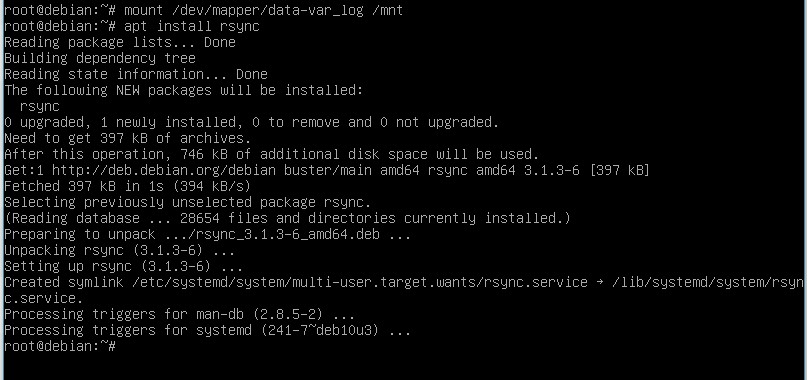 root@debian:~# mount /dev/mapper/data-var_log /mnt
root@debian:~# apt install rsync
Reading package lists... Done
Building dependency tree
Reading state information... Done
The following NEW packages will be installed:
  rsync
0 upgraded, 1 newly installed, 0 to remove and 0 not upgraded.
Need to get 397 kB of archives.
After this operation, 746 kB of additional disk space will be used.
Get:1 http://deb.debian.org/debian buster/main amd64 rsync amd64 3.1.3-6 [397 kB]
Fetched 397 kB in 1s (394 kB/s)
Selecting previously unselected package rsync.
(Reading database ... 28654 files and directories currently installed.)
Preparing to unpack .../rsync_3.1.3-6_amd64.deb ...
Unpacking rsync (3.1.3-6) ...
Setting up rsync (3.1.3-6) ...
Created symlink /etc/systemd/system/multi-user.target.wants/rsync.service → /lib/systemd/system/rsyn
c.service.
Processing triggers for man-db (2.8.5-2) ...
Processing triggers for systemd (241-7~deb10u3) ...
root@debian:~#